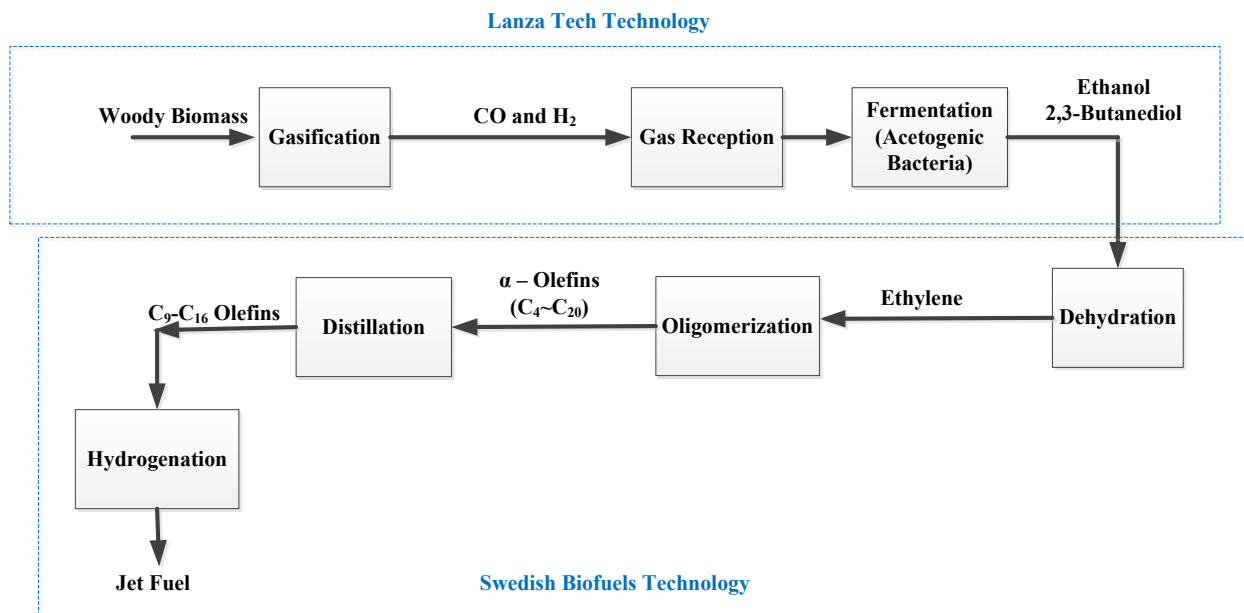 Lanza Tech Technology
Woody Biomass
Gasification
CO and H₂
Gas Reception
Fermentation
(Acetogenic
Bacteria)
Ethanol
2,3-Butanediol
Dehydration
Ethylene
Oligomerization
α – Olefins
(C₄~C₂₀)
Distillation
C₉-C₁₆ Olefins
Hydrogenation
Jet Fuel
Swedish Biofuels Technology